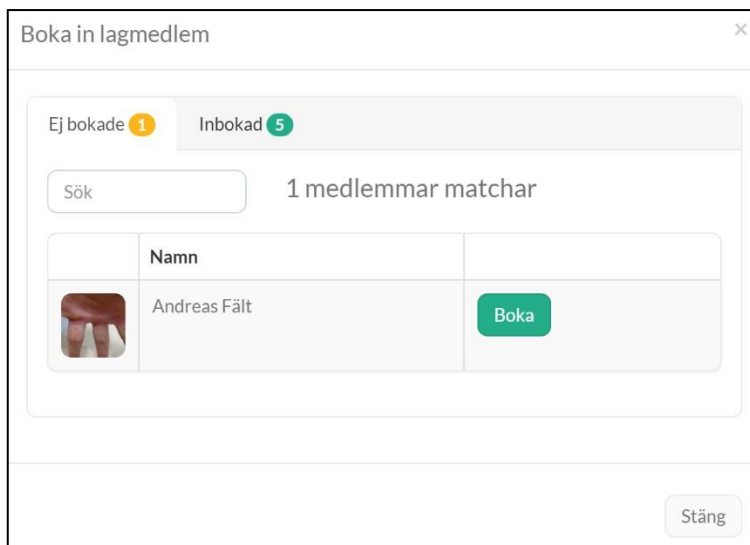 Boka in lagmedlem ×
Ej bokade 1 Inbokad 5
Sök 1 medlemmar matchar
Namn
Andreas Fält Boka
Stäng